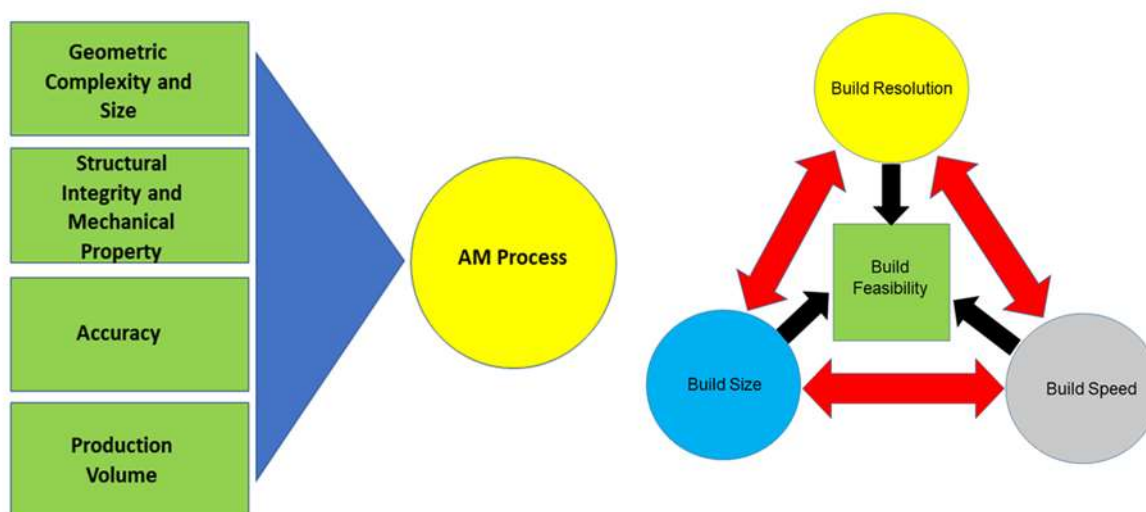 Geometric
Complexity and
Size
Structural
Integrity and
Mechanical
Property
Accuracy
Production
Volume
AM Process
Build Resolution
Build
Feasibility
Build Size
Build Speed